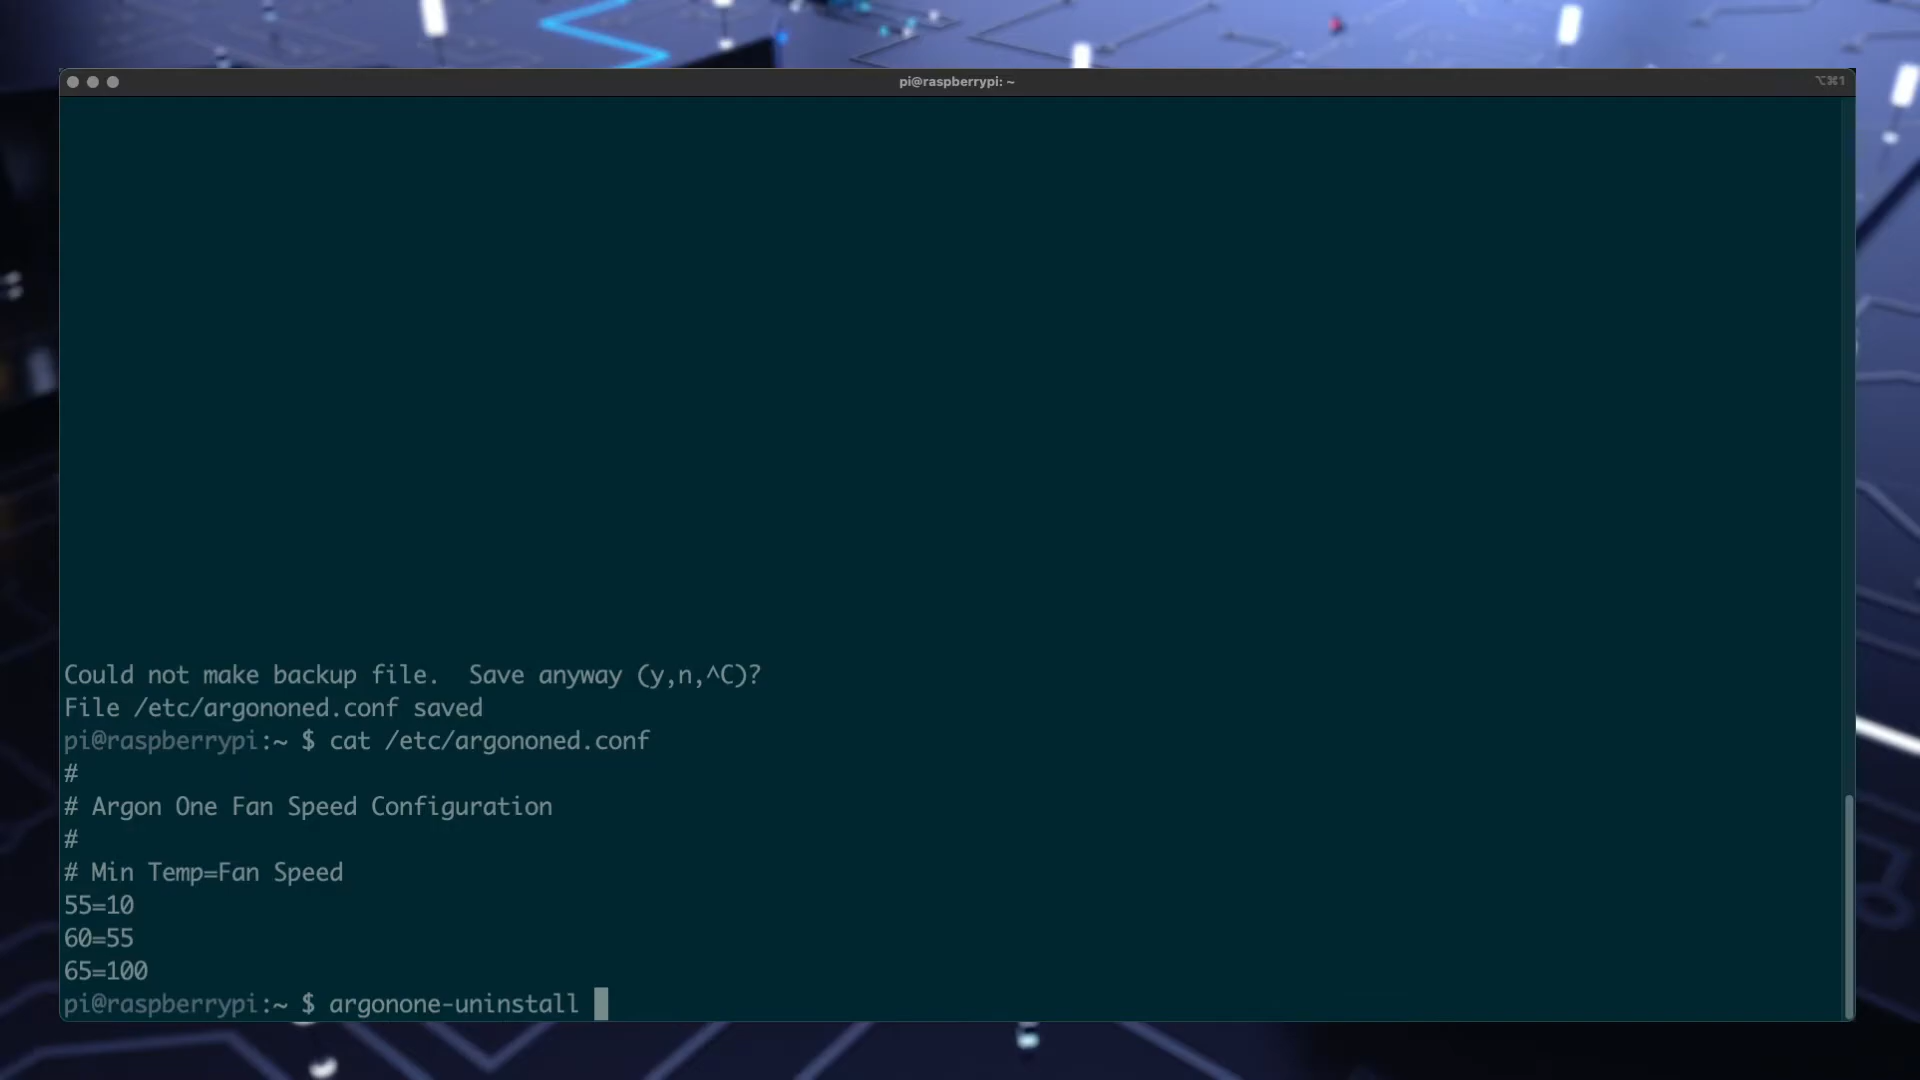 pi@raspberrypi: ~
⌥⌘1
Could not make backup file.  Save anyway (y,n,^C)?
File /etc/argononed.conf saved
pi@raspberrypi:~ $ cat /etc/argononed.conf
#
# Argon One Fan Speed Configuration
#
# Min Temp=Fan Speed
55=10
60=55
65=100
pi@raspberrypi:~ $ argonone-uninstall